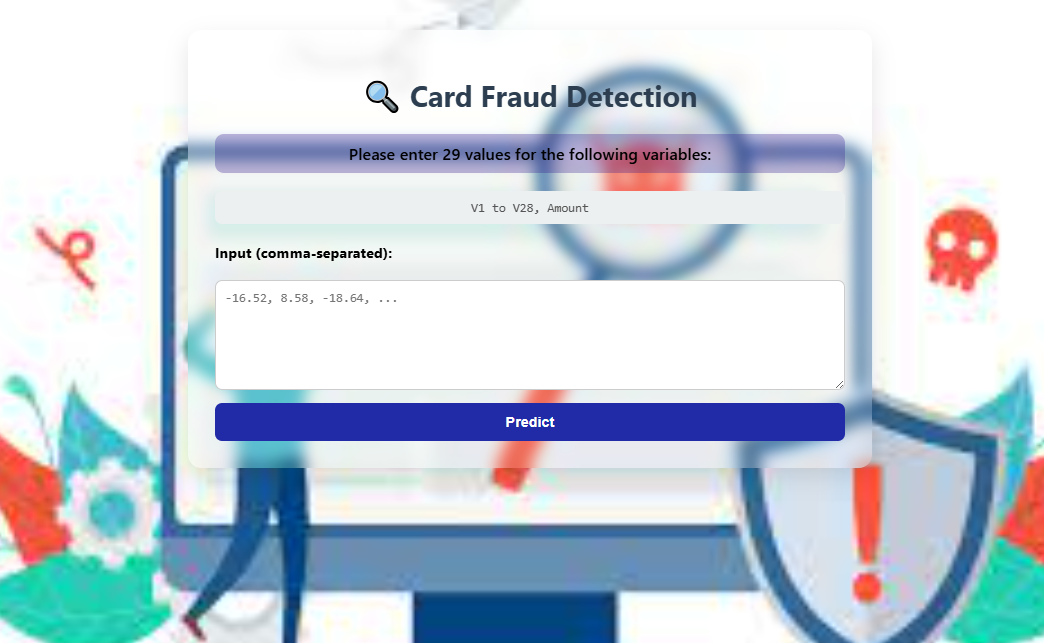 Card Fraud Detection
Please enter 29 values for the following variables:
V1 to V28, Amount
Input (comma-separated):
-16.52, 8.58, -18.64, ...
Predict